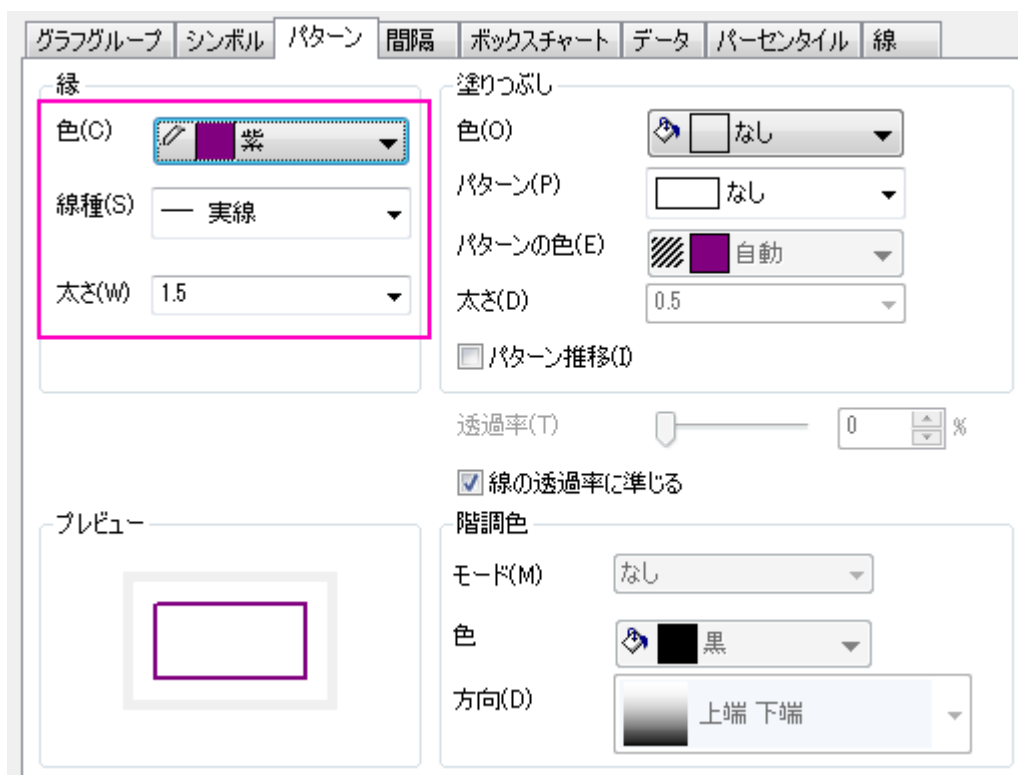 グラフグループ シンボル パターン 間隔 ボックスチャート データ パーセンタイル 線
縁
色(C) 紫
線種(S) 実線
太さ(W) 1.5
塗りつぶし
色(O) なし
パターン(P) なし
パターンの色(E) 自動
太さ(D) 0.5
パターン推移(I)
透過率(T) 0 %
線の透過率に準じる
プレビュー
階調色
モード(M) なし
色 黒
方向(D) 上端 下端